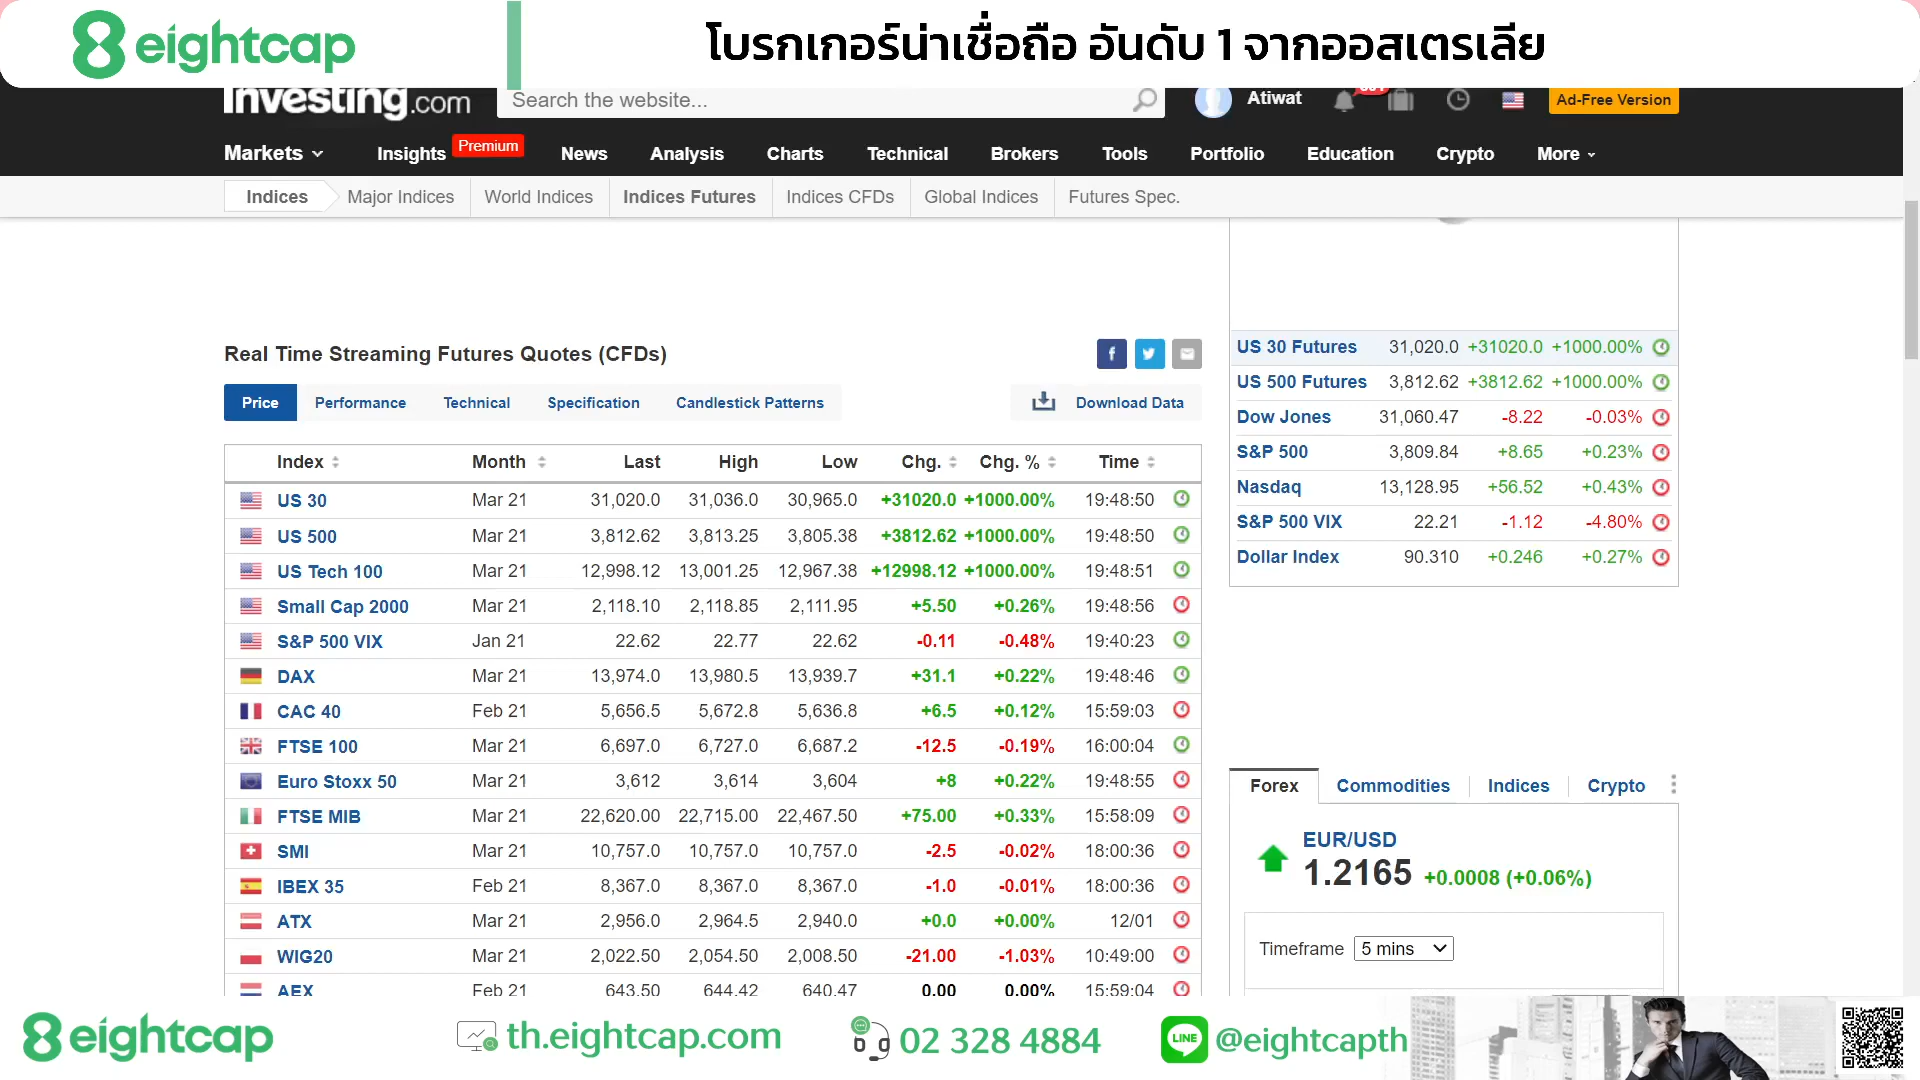 eightcap
โบรกเกอร์น่าเชื่อถือ อันดับ 1 จากออสเตรเลีย
Investing.com
Search the website...
Atiwat
Ad-Free Version
Markets
Insights
Premium
News
Analysis
Charts
Technical
Brokers
Tools
Portfolio
Education
Crypto
More
Indices
Major Indices
World Indices
Indices Futures
Indices CFDs
Global Indices
Futures Spec.
Real Time Streaming Futures Quotes (CFDs)
Price
Performance
Technical
Specification
Candlestick Patterns
Download Data
Index Month Last High Low Chg. Chg. % Time
US 30 Mar 21 31,020.0 31,036.0 30,965.0 +31020.0 +1000.00% 19:48:50
US 500 Mar 21 3,812.62 3,813.25 3,805.38 +3812.62 +1000.00% 19:48:50
US Tech 100 Mar 21 12,998.12 13,001.25 12,967.38 +12998.12 +1000.00% 19:48:51
Small Cap 2000 Mar 21 2,118.10 2,118.85 2,111.95 +5.50 +0.26% 19:48:56
S&P 500 VIX Jan 21 22.62 22.77 22.62 -0.11 -0.48% 19:40:23
DAX Mar 21 13,974.0 13,980.5 13,939.7 +31.1 +0.22% 19:48:46
CAC 40 Feb 21 5,656.5 5,672.8 5,636.8 +6.5 +0.12% 15:59:03
FTSE 100 Mar 21 6,697.0 6,727.0 6,687.2 -12.5 -0.19% 16:00:04
Euro Stoxx 50 Mar 21 3,612 3,614 3,604 +8 +0.22% 19:48:55
FTSE MIB Mar 21 22,620.00 22,715.00 22,467.50 +75.00 +0.33% 15:58:09
SMI Mar 21 10,757.0 10,757.0 10,757.0 -2.5 -0.02% 18:00:36
IBEX 35 Feb 21 8,367.0 8,367.0 8,367.0 -1.0 -0.01% 18:00:36
ATX Mar 21 2,956.0 2,964.5 2,940.0 +0.0 +0.00% 12/01
WIG20 Mar 21 2,022.50 2,054.50 2,008.50 -21.00 -1.03% 10:49:00
AEX Feb 21 643.50 644.42 640.47 0.00 0.00% 15:59:04
US 30 Futures 31,020.0 +31020.0 +1000.00%
US 500 Futures 3,812.62 +3812.62 +1000.00%
Dow Jones 31,060.47 -8.22 -0.03%
S&P 500 3,809.84 +8.65 +0.23%
Nasdaq 13,128.95 +56.52 +0.43%
S&P 500 VIX 22.21 -1.12 -4.80%
Dollar Index 90.310 +0.246 +0.27%
Forex
Commodities
Indices
Crypto
EUR/USD
1.2165 +0.0008 (+0.06%)
Timeframe 5 mins
eightcap
th.eightcap.com
02 328 4884
LINE
@eightcapth